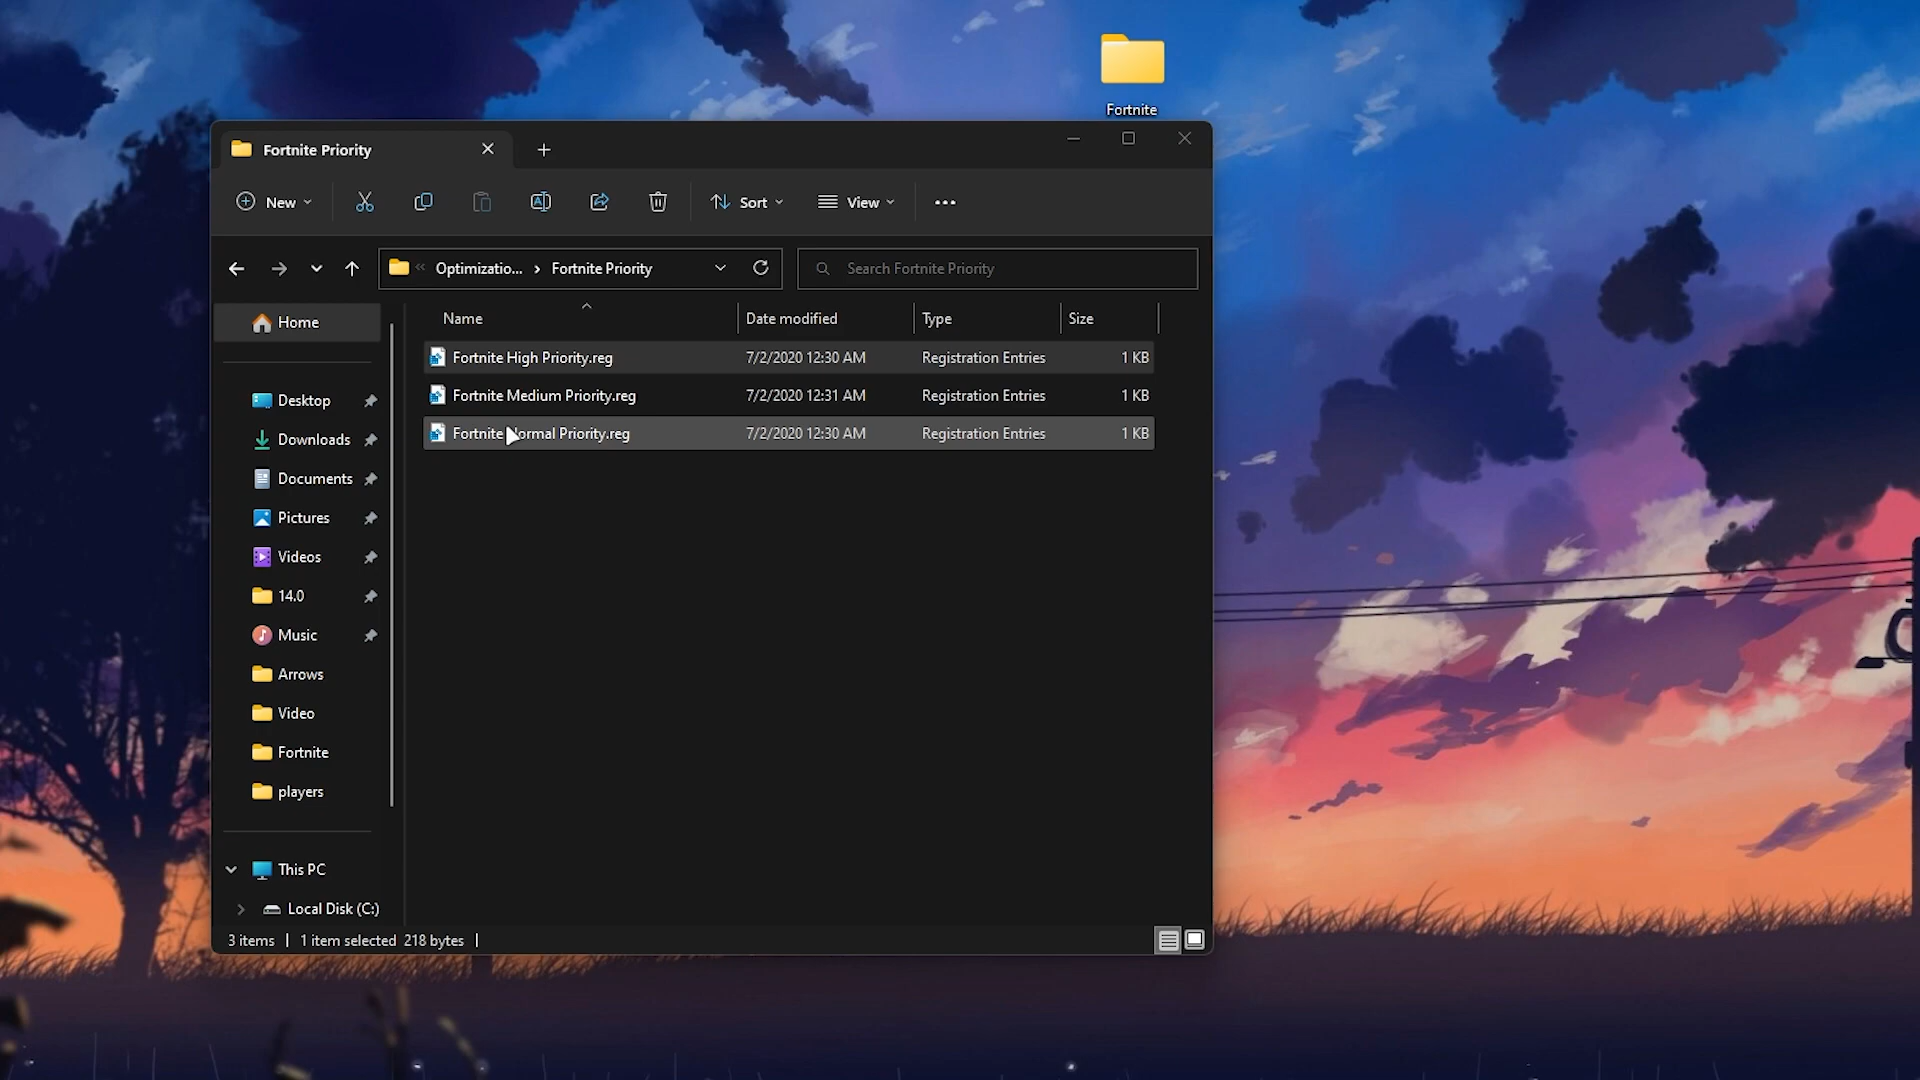 Fortnite
Fortnite Priority
New
Sort
View
Optimizatio...
Fortnite Priority
Search Fortnite Priority
Name
Date modified
Type
Size
Home
Fortnite High Priority.reg
7/2/2020 12:30 AM
Registration Entries
1 KB
Fortnite Medium Priority.reg
7/2/2020 12:31 AM
Registration Entries
1 KB
Fortnite Normal Priority.reg
7/2/2020 12:30 AM
Registration Entries
1 KB
Desktop
Downloads
Documents
Pictures
Videos
14.0
Music
Arrows
Video
Fortnite
players
This PC
Local Disk (C:)
3 items
1 item selected 218 bytes